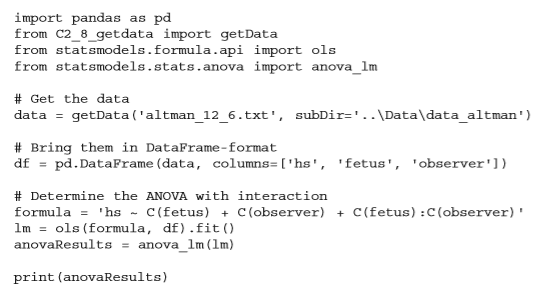 import pandas as pd
from C2_8_getdata import getData
from statsmodels.formula.api import ols
from statsmodels.stats.anova import anova_lm
# Get the data
data = getData('altman_12_6.txt', subDir='..\Data\data_altman')
# Bring them in DataFrame-format
df = pd.DataFrame(data, columns=['hs', 'fetus', 'observer'])
# Determine the ANOVA with interaction
formula = 'hs ~ C(fetus) + C(observer) + C(fetus):C(observer)'
lm = ols(formula, df).fit()
anovaResults = anova_lm(lm)
print(anovaResults)